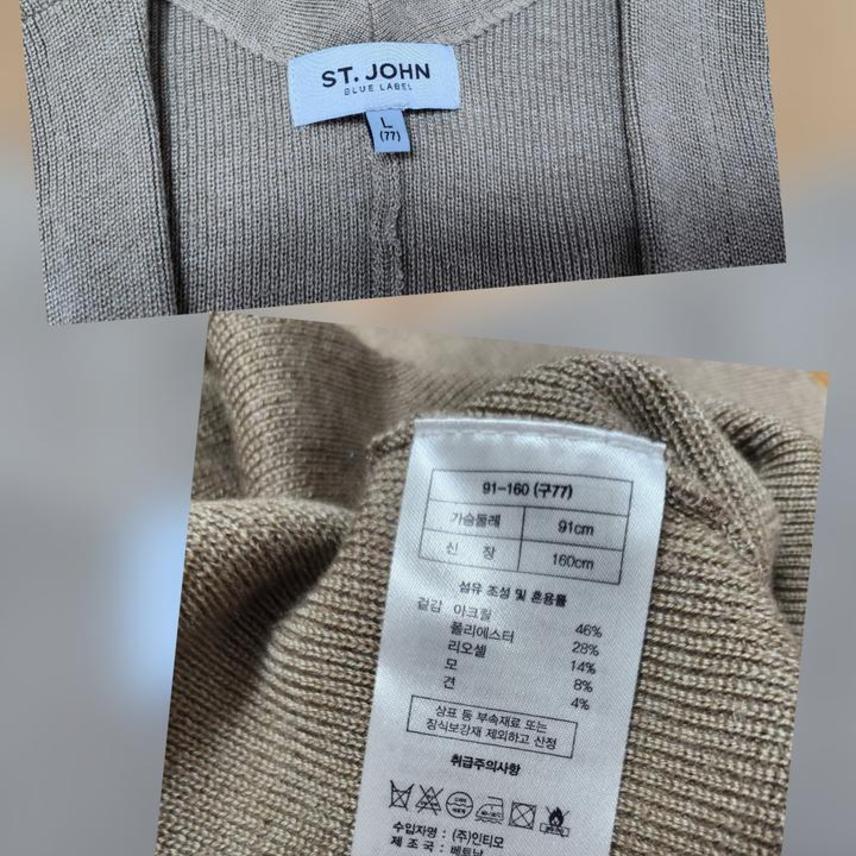 ST. JOHN
BLUE LABEL
L
(77)
91-160 (구77)
가슴둘레 91cm
신 장 160cm
섬유 조성 및 혼용률
겉감 아크릴 46%
폴리에스터 28%
리오셀 14%
모 8%
견 4%
상표 등 부속재료 또는
장식보강재 제외하고 산정
취급주의사항
수입자명 : (주)인티모
제 조 국 : 베트남